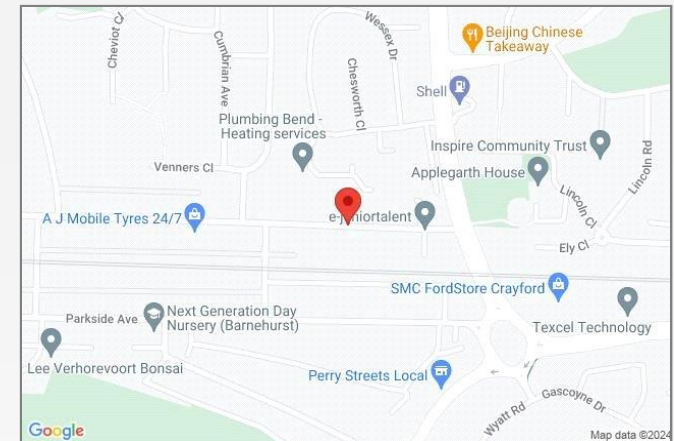 Cheviot Cl
Cumbrian Ave
Wessex Dr
Chesworth Cl
Beijing Chinese
Takeaway
Shell
Plumbing Bend -
Heating services
Inspire Community Trust
Applegarth House
Lincoln Rd
Venners Cl
Lincoln Cl
A J Mobile Tyres 24/7
e-juniortalent
Ely Cl
SMC FordStore Crayford
Parkside Ave
Next Generation Day
Nursery (Barnehurst)
Texcel Technology
Lee Verhorevoort Bonsai
Perry Streets Local
Gascoyne Dr
Wyatt Rd
Google
Map data ©2024